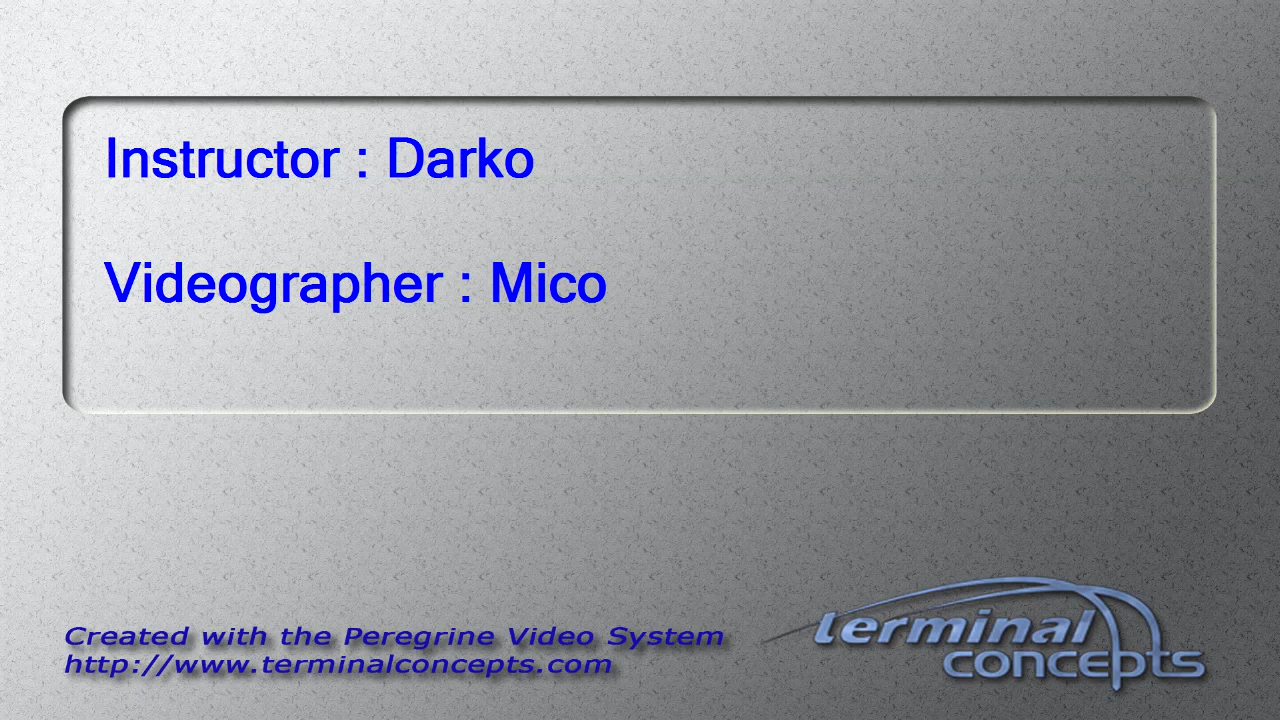 Instructor : Darko
Videographer : Mico
Created with the Peregrine Video System
http://www.terminalconcepts.com
terminal
concepts